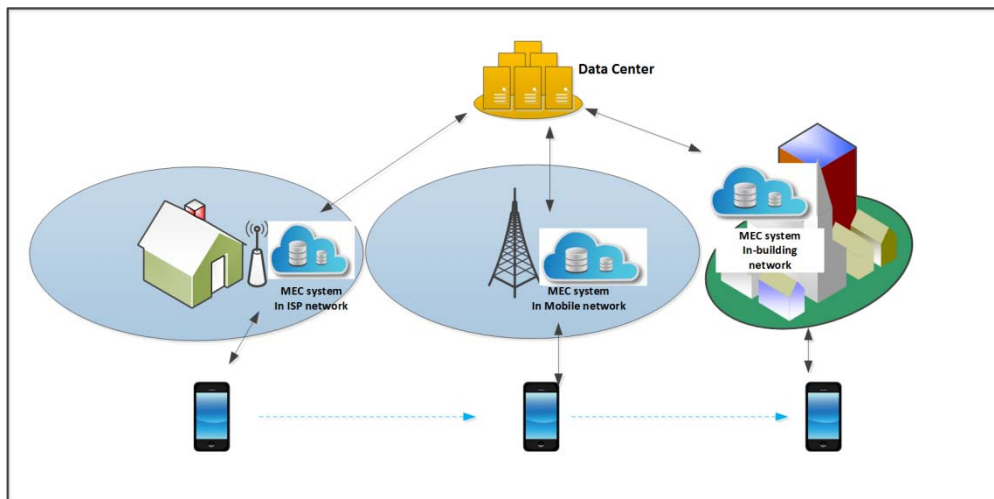 Data Center
MEC system
In ISP network
MEC system
In Mobile network
MEC system
In-building
network